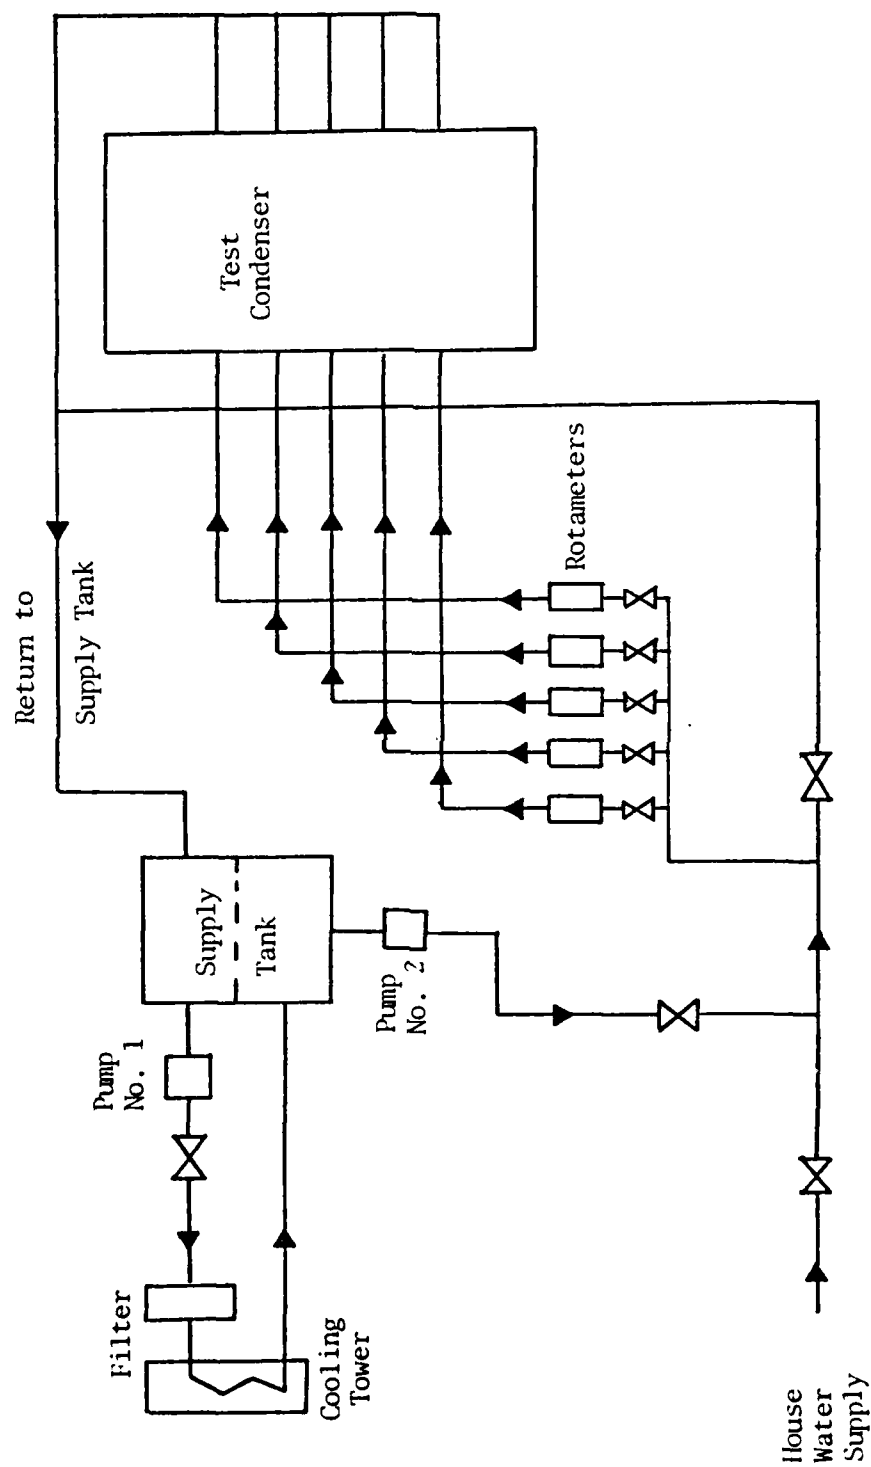 Return to
Supply Tank
Test
Condenser
Rotameters
Supply
Tank
Pump
No. 1
Pump
No. 2
Filter
Cooling
Tower
House
Water
Supply